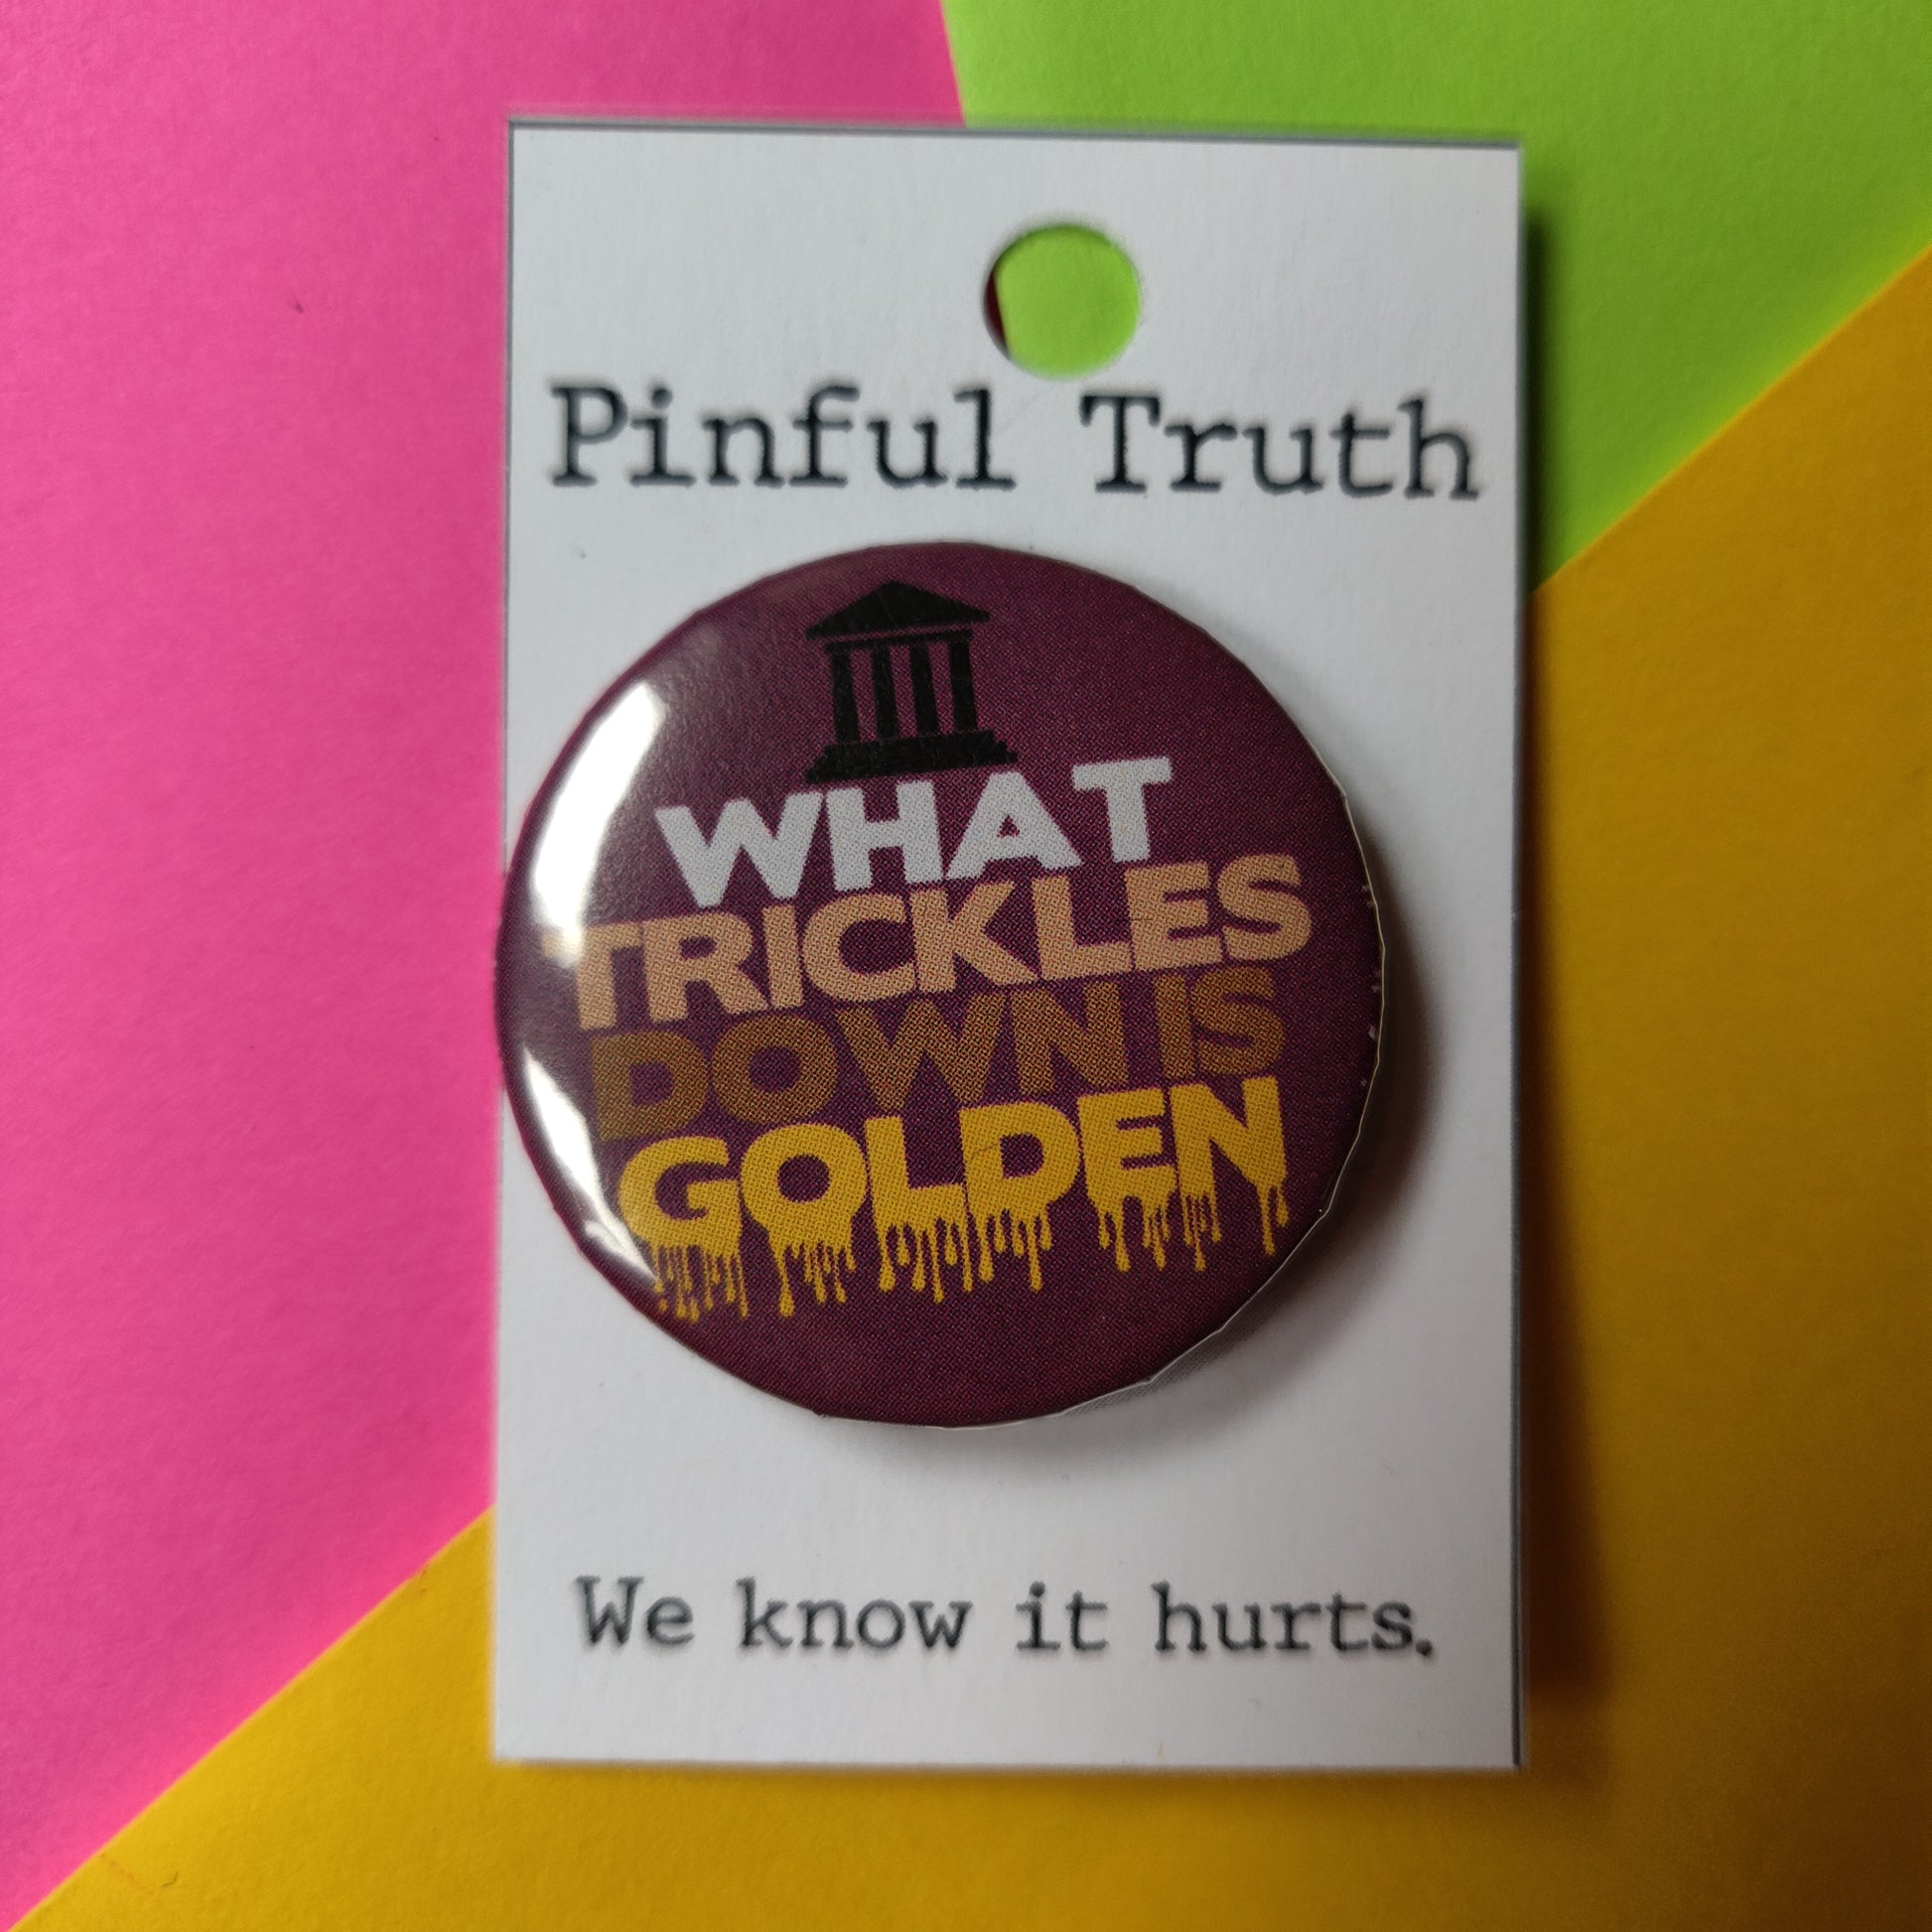 Pinful Truth
WHAT
TRICKLES
DOWN IS
GOLDEN
We know it hurts.